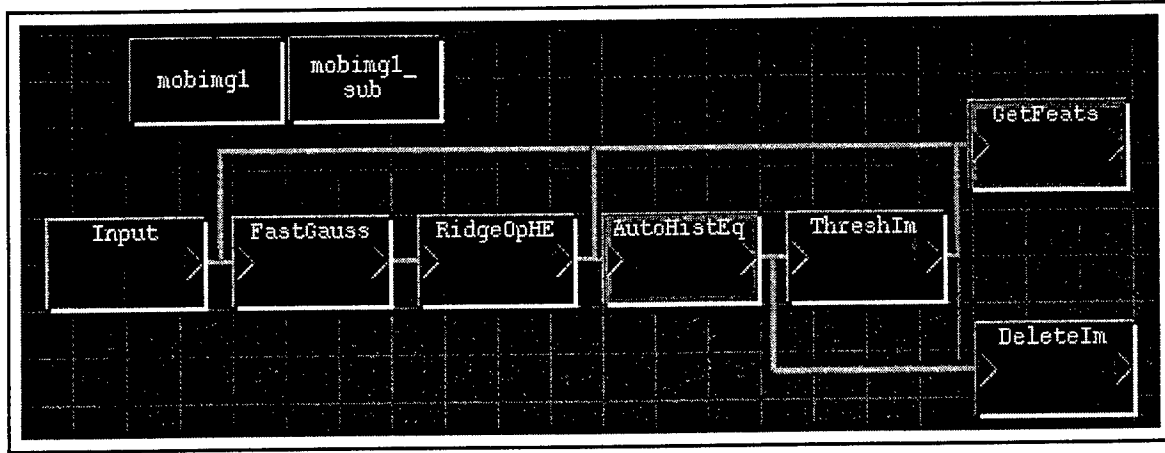 mobimg1
mobimg1_
sub
GetFeats
Input
FastGauss
RidgeOpHE
AutoHistEq
ThreshIm
DeleteIm